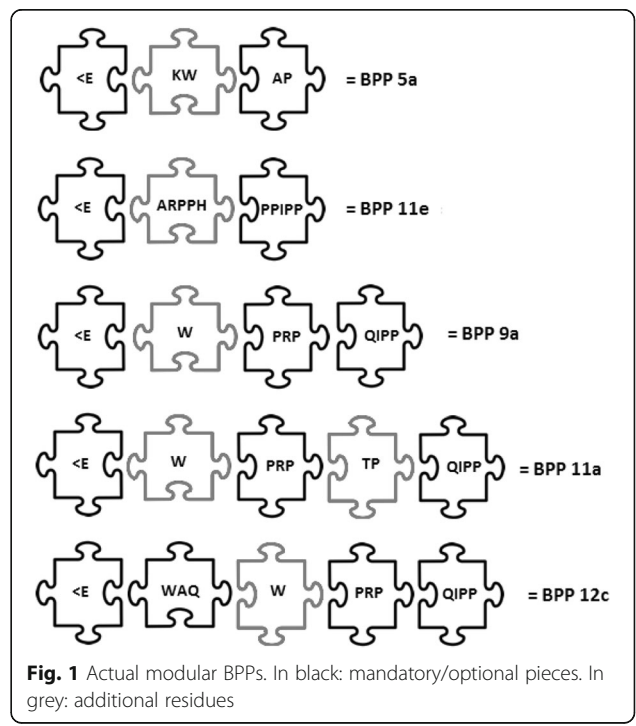 <E KW AP = BPP 5a
<E ARPPH PPIPP = BPP 11e
<E W PRP QIPP = BPP 9a
<E W PRP TP QIPP = BPP 11a
<E WAQ W PRP QIPP = BPP 12c
Fig. 1 Actual modular BPPs. In black: mandatory/optional pieces. In
grey: additional residues